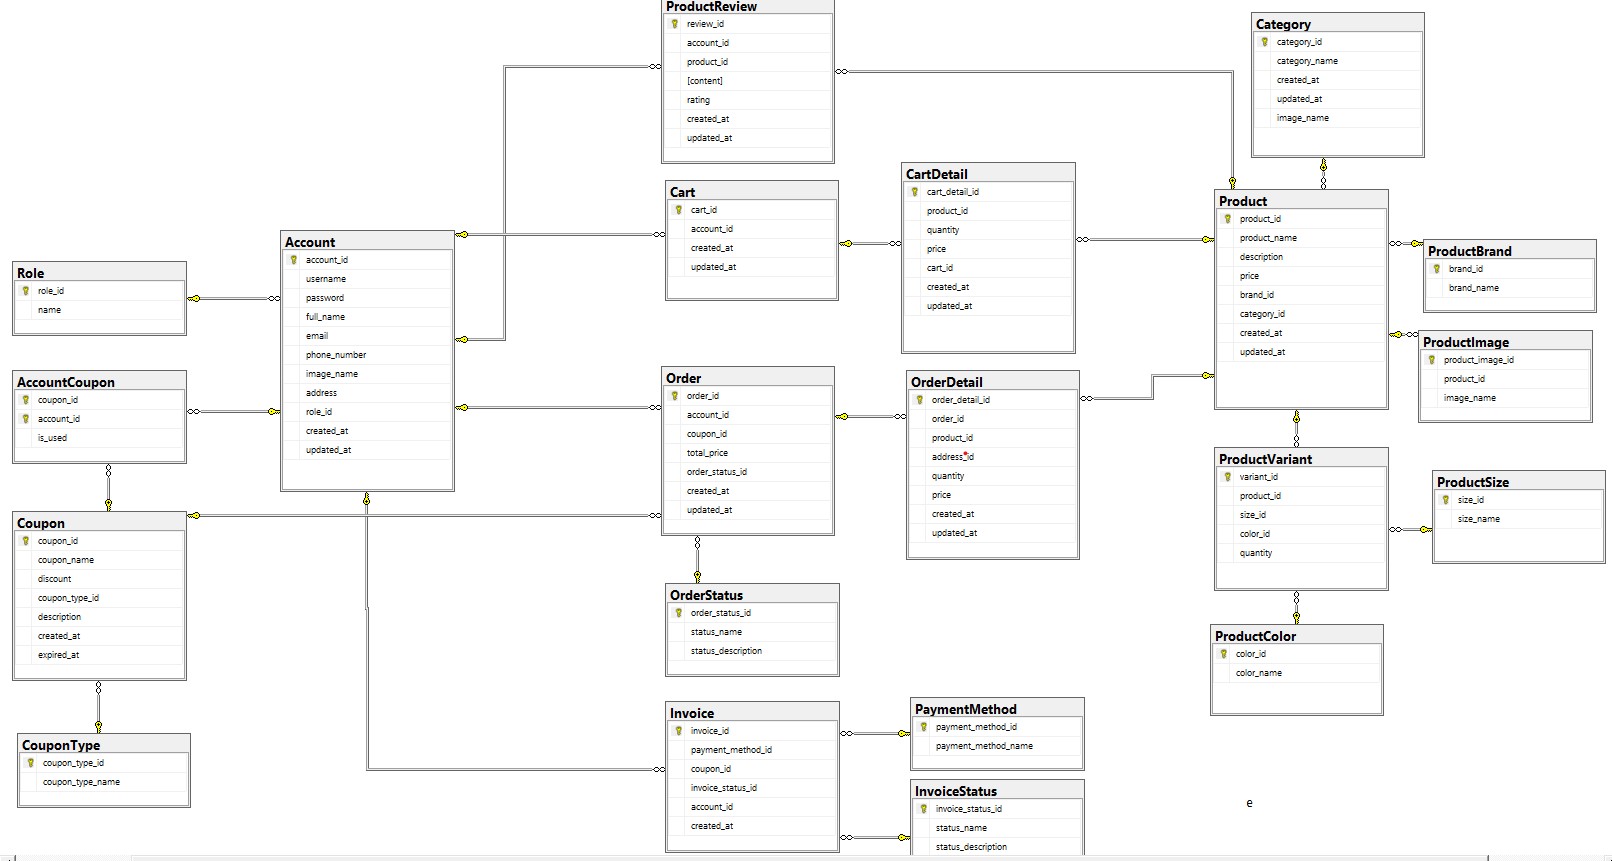 ProductReview
review_id
account_id
product_id
[content]
rating
created_at
updated_at
Category
category_id
category_name
created_at
updated_at
image_name
Cart
cart_id
account_id
created_at
updated_at
CartDetail
cart_detail_id
product_id
quantity
price
cart_id
created_at
updated_at
Product
product_id
product_name
description
price
brand_id
category_id
created_at
updated_at
ProductBrand
brand_id
brand_name
Account
account_id
username
password
full_name
email
phone_number
image_name
address
role_id
created_at
updated_at
Role
role_id
name
ProductImage
product_image_id
product_id
image_name
AccountCoupon
coupon_id
account_id
is_used
Order
order_id
account_id
coupon_id
total_price
order_status_id
created_at
updated_at
OrderDetail
order_detail_id
order_id
product_id
address_id
quantity
price
created_at
updated_at
ProductVariant
variant_id
product_id
size_id
color_id
quantity
ProductSize
size_id
size_name
Coupon
coupon_id
coupon_name
discount
coupon_type_id
description
created_at
expired_at
OrderStatus
order_status_id
status_name
status_description
ProductColor
color_id
color_name
CouponType
coupon_type_id
coupon_type_name
Invoice
invoice_id
payment_method_id
coupon_id
invoice_status_id
account_id
created_at
PaymentMethod
payment_method_id
payment_method_name
InvoiceStatus
invoice_status_id
status_name
status_description
e